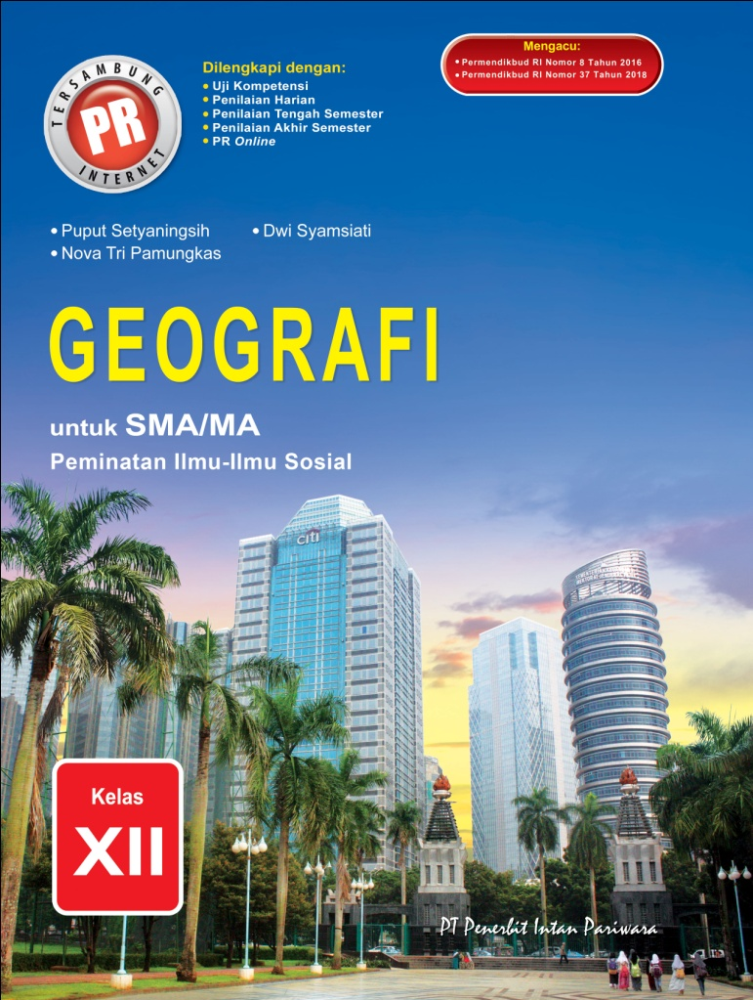 Mengacu:
• Permendikbud RI Nomor 8 Tahun 2016
• Permendikbud RI Nomor 37 Tahun 2018
TERSAMBUNG
PR
INTERNET
Dilengkapi dengan:
• Uji Kompetensi
• Penilaian Harian
• Penilaian Tengah Semester
• Penilaian Akhir Semester
• PR Online
• Puput Setyaningsih
• Dwi Syamsiati
• Nova Tri Pamungkas
GEOGRAFI
untuk SMA/MA
Peminatan Ilmu-Ilmu Sosial
citi
Kelas
XII
PT Penerbit Intan Pariwara